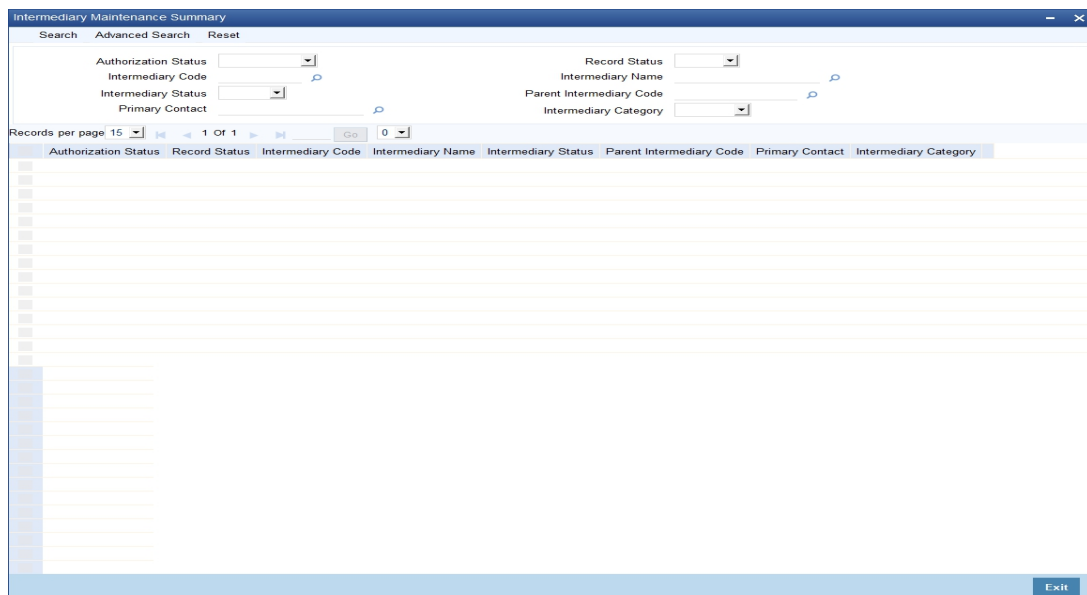 Intermediary Maintenance Summary
Search Advanced Search Reset
Authorization Status Record Status
Intermediary Code Intermediary Name
Intermediary Status Parent Intermediary Code
Primary Contact Intermediary Category
Records per page 15 1 Of 1 Go 0
Authorization Status Record Status Intermediary Code Intermediary Name Intermediary Status Parent Intermediary Code Primary Contact Intermediary Category
Exit